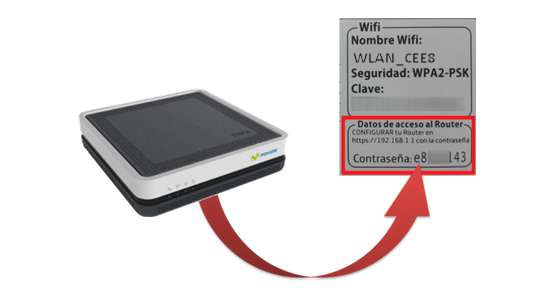 movistar
Wifi
Nombre Wifi:
WLAN_CEE8
Seguridad: WPA2-PSK
Clave:
Datos de acceso al Router
CONFIGURAR tu Router en
https://192.168.1.1 con la contraseña
Contraseña: e8 143